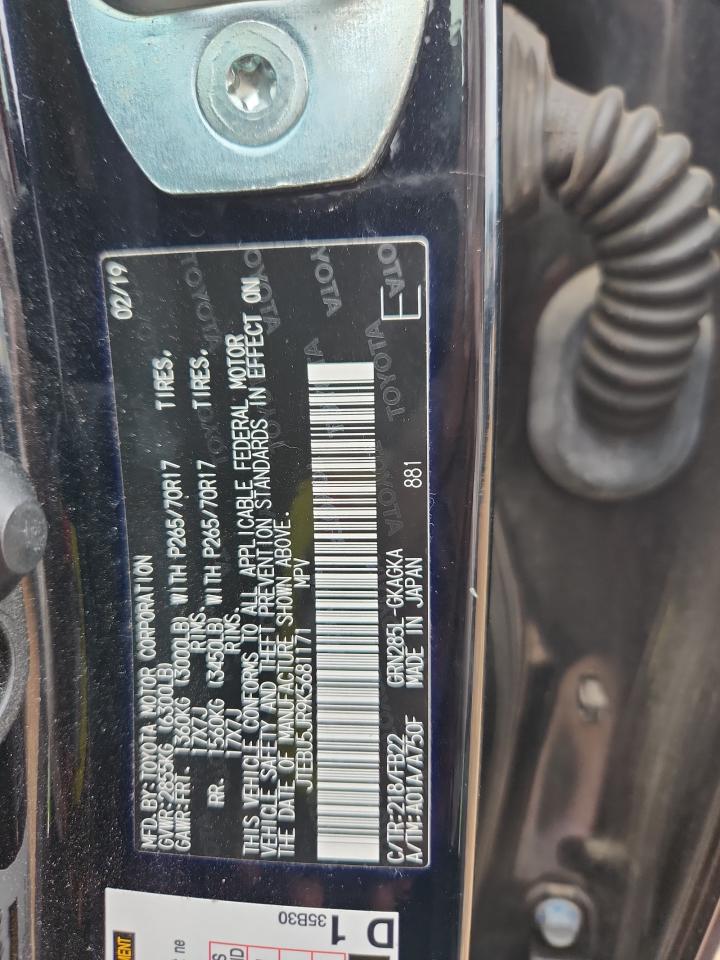 02/19
MFD.BY:TOYOTA MOTOR CORPORATION
GVWR:2855KG (6300LB)
GAWR:FRT. 1360KG (3000LB) WITH P265/70R17 TIRES.
17X7J RIMS.
RR. 1560KG (3450LB) WITH P265/70R17 TIRES.
17X7J RIMS.
THIS VEHICLE CONFORMS TO ALL APPLICABLE FEDERAL MOTOR
VEHICLE SAFETY AND THEFT PREVENTION STANDARDS IN EFFECT ON
THE DATE OF MANUFACTURE SHOWN ABOVE.
JTEBU5JR9K5681171 MPV
C/TR:218/FB22 GRN285L-GKAGKA
A/TM:A01A/A750F MADE IN JAPAN 881
E
TOYOTA
D1
35B30
ne